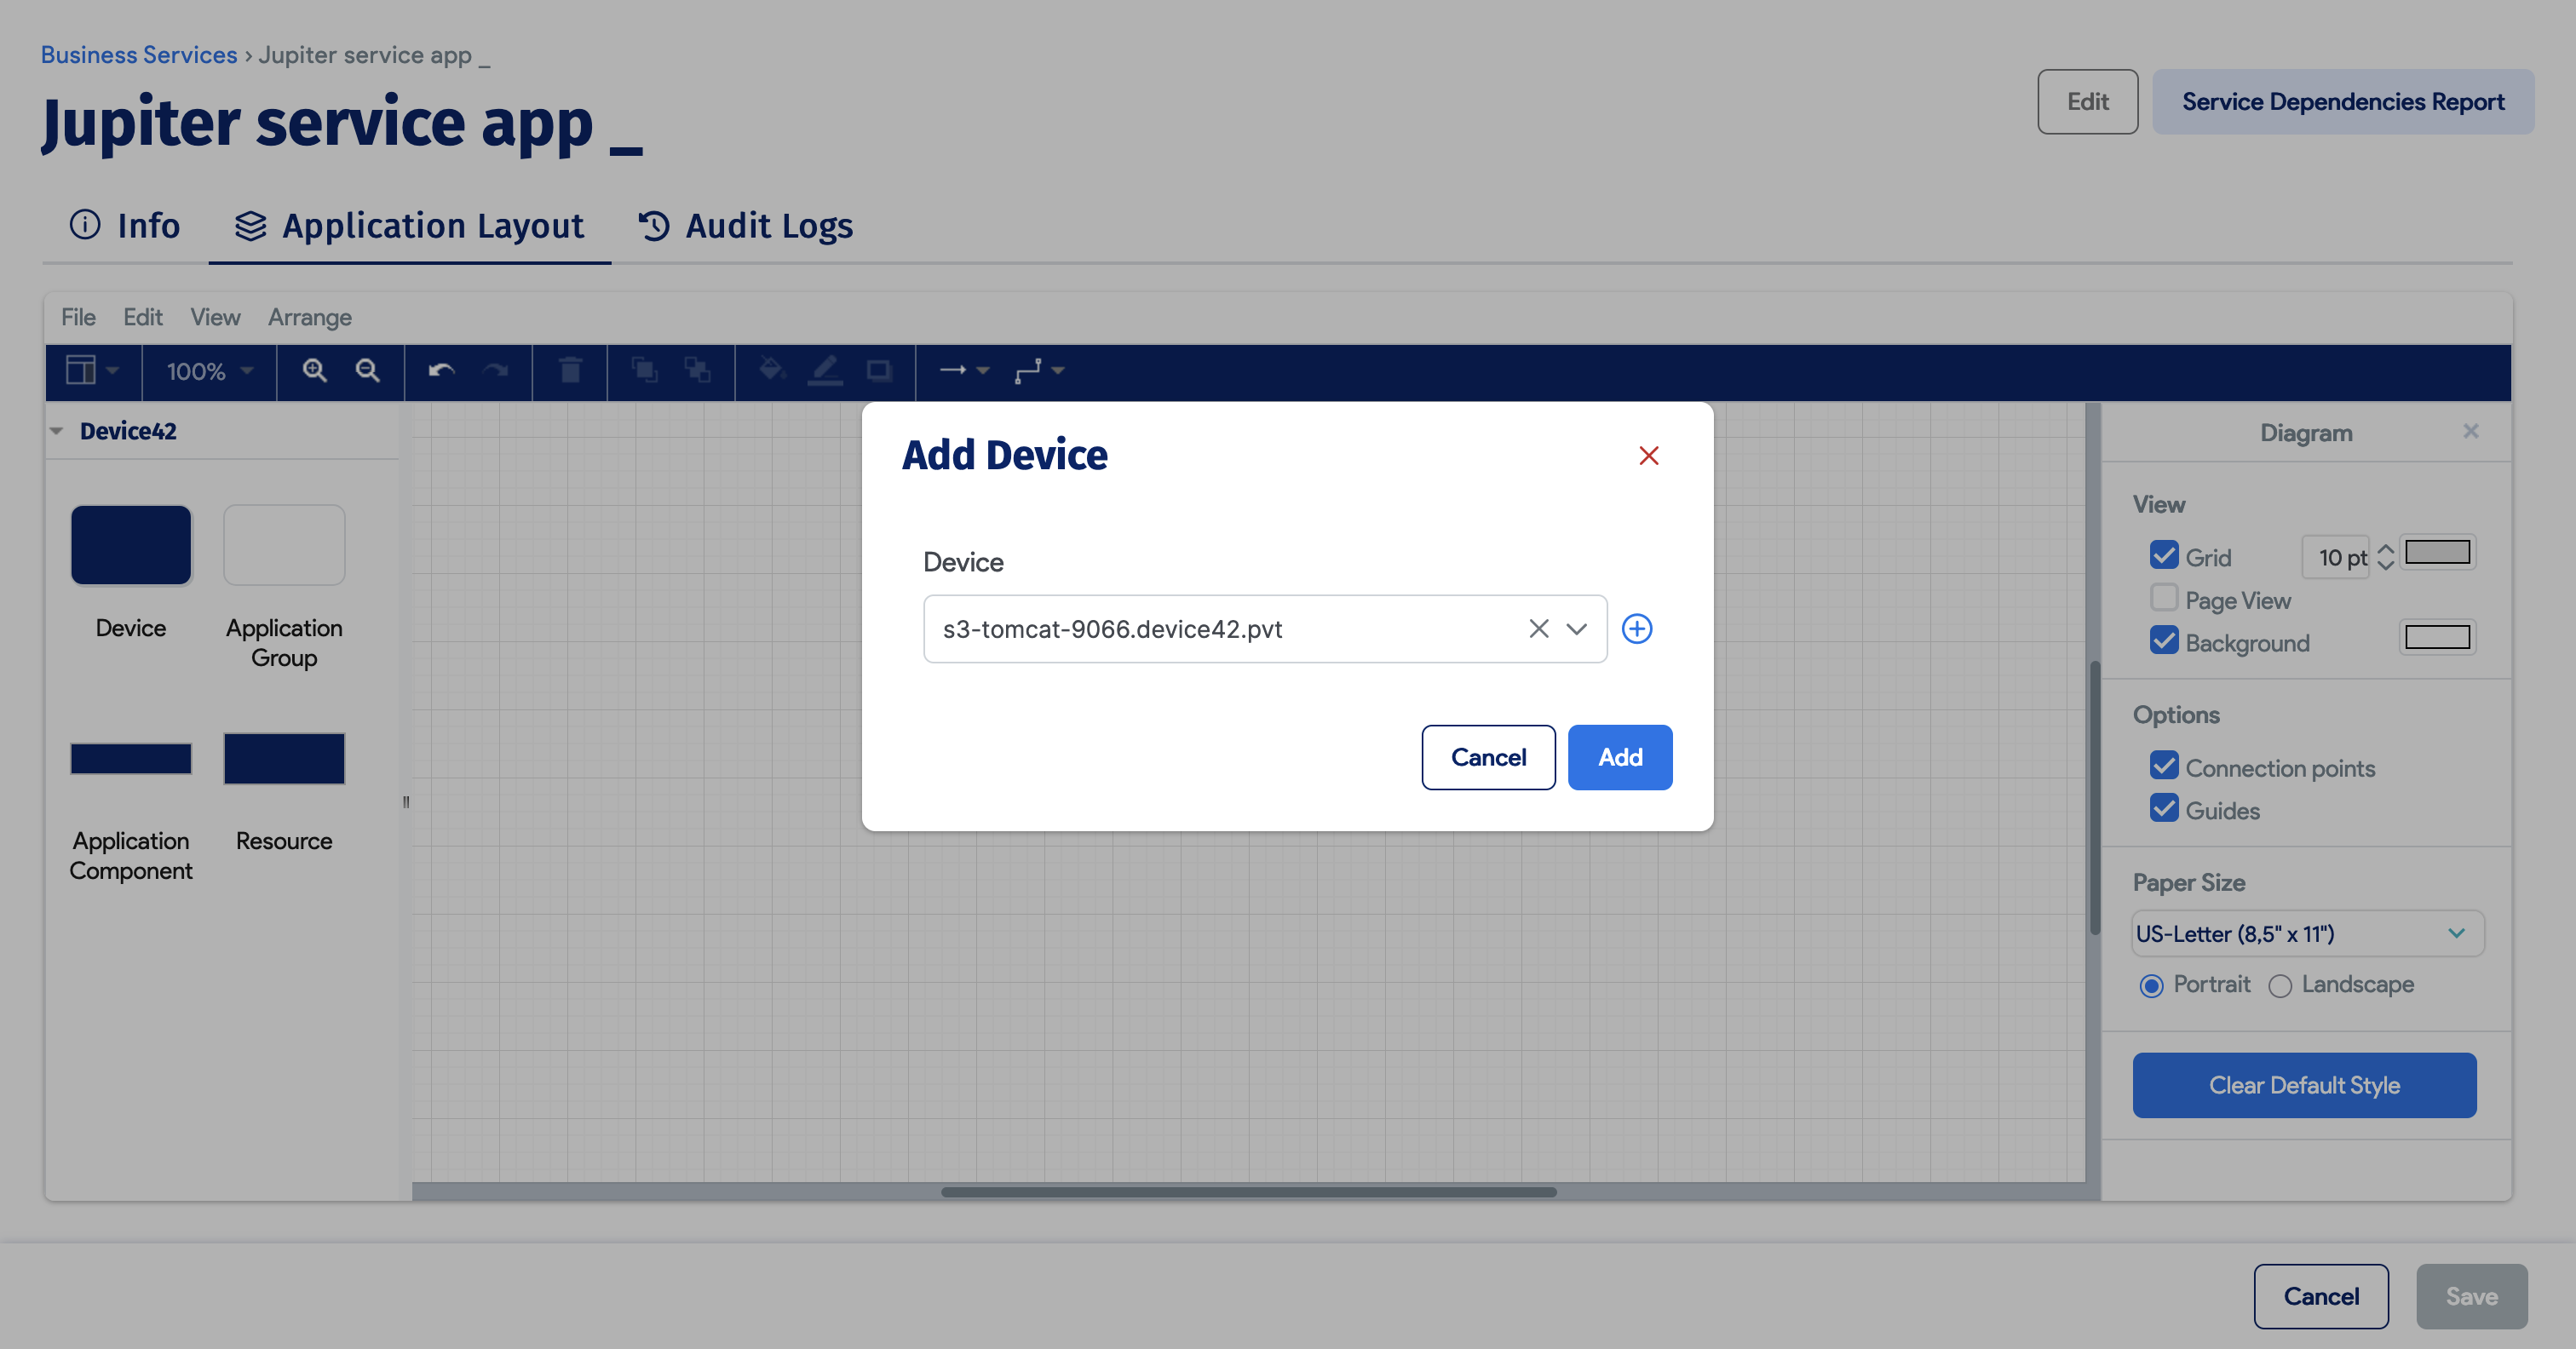 Business Services › Jupiter service app _
Jupiter service app _
Edit
Service Dependencies Report
Info
Application Layout
Audit Logs
File Edit View Arrange
100%
Device42
Device
Application
Group
Application
Component
Resource
Add Device
Device
s3-tomcat-9066.device42.pvt
Cancel
Add
Diagram
View
Grid
10 pt
Page View
Background
Options
Connection points
Guides
Paper Size
US-Letter (8,5" x 11")
Portrait
Landscape
Clear Default Style
Cancel
Save